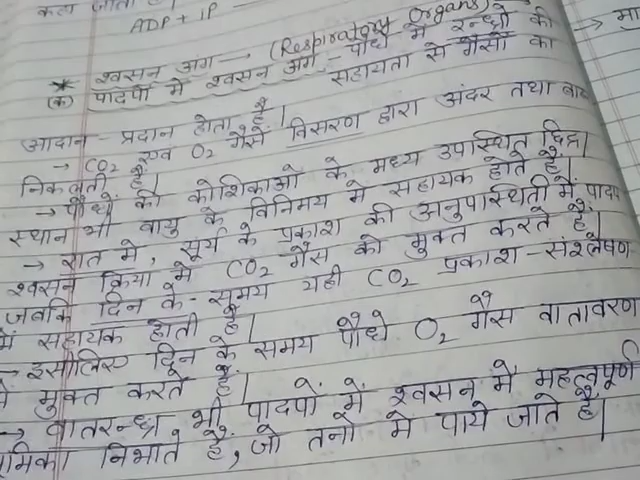 कहा जाता है।
ADP + iP
* श्वसन अंग → (Respiratory Organs)
(क) पादपों में श्वसन अंग - पौधे में रन्ध्रों की → 
सहायता से गैसों का
आदान - प्रदान होता है।
→ CO2 एवं O2 गैसें विसरण द्वारा अंदर तथा
निकलती हैं।
→ पौधों की कोशिकाओं के मध्य उपस्थित
स्थान भी वायु के विनिमय में सहायक होते हैं।
→ रात में, सूर्य के प्रकाश की अनुपस्थिती में
श्वसन क्रिया में CO2 गैस को मुक्त करते हैं,
जबकि दिन के - समय यही CO2 प्रकाश - संश्लेषण
में सहायक होती है।
→ इसीलिए दिन के समय पौधे O2 गैस वातावरण
में मुक्त करते हैं।
→ वातरन्ध्र भी पादपों में श्वसन में महत्वपूर्ण
मिका निभाते हैं, जो तनों में पाये जाते हैं।